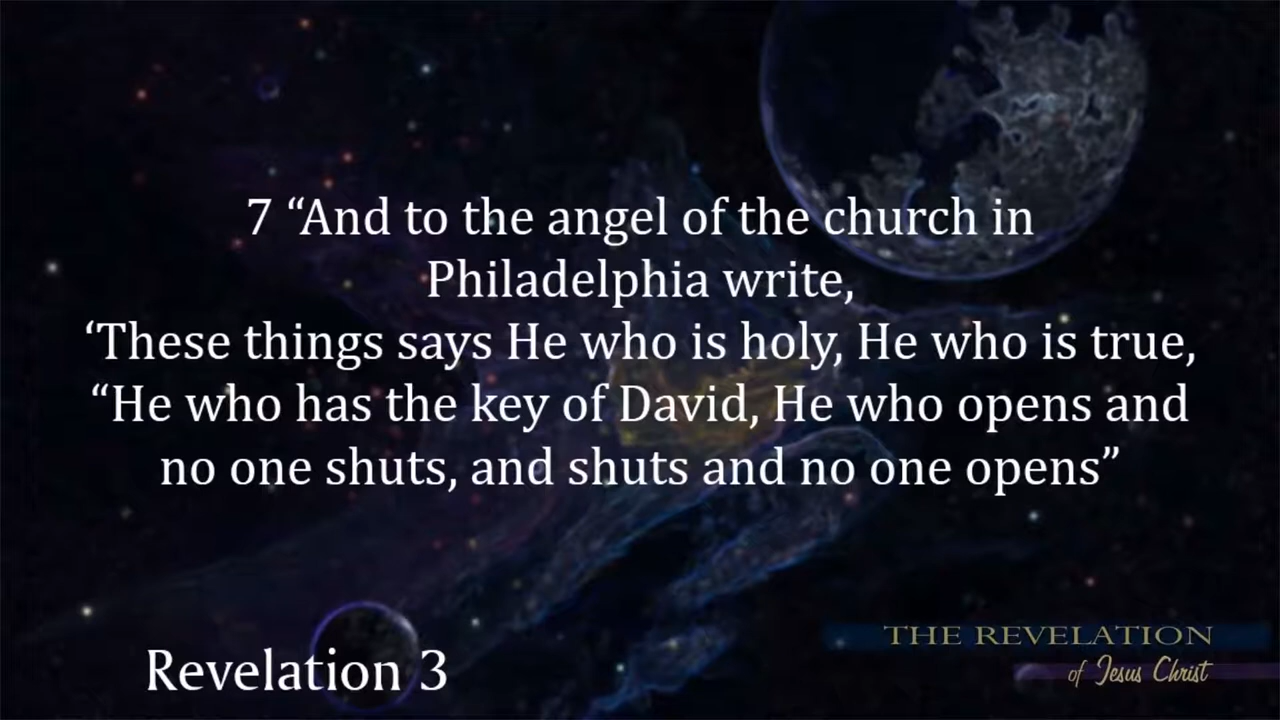 7 “And to the angel of the church in
Philadelphia write,
‘These things says He who is holy, He who is true,
“He who has the key of David, He who opens and
no one shuts, and shuts and no one opens”
Revelation 3
THE REVELATION
of Jesus Christ